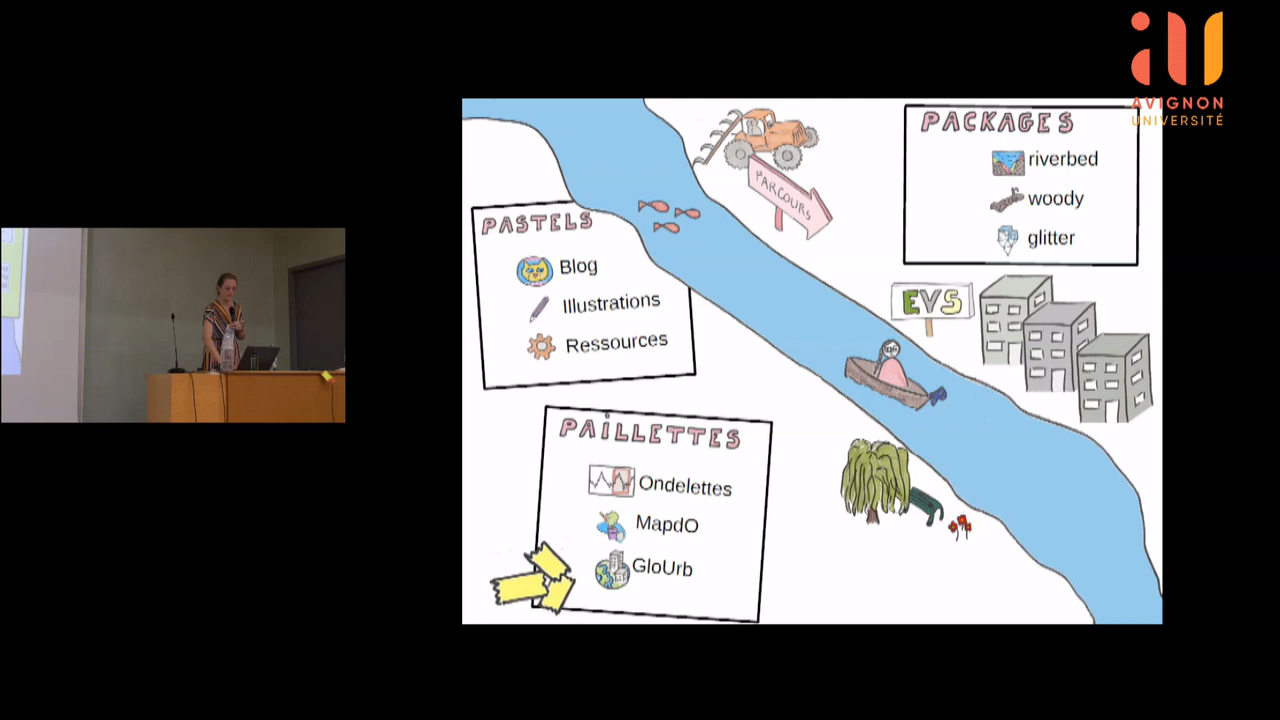 AVIGNON
UNIVERSITÉ
PACKAGES
riverbed
woody
glitter
PARCOURS
PASTELS
Blog
Illustrations
Ressources
EVS
PAiLLETTES
Ondelettes
MapdO
GloUrb